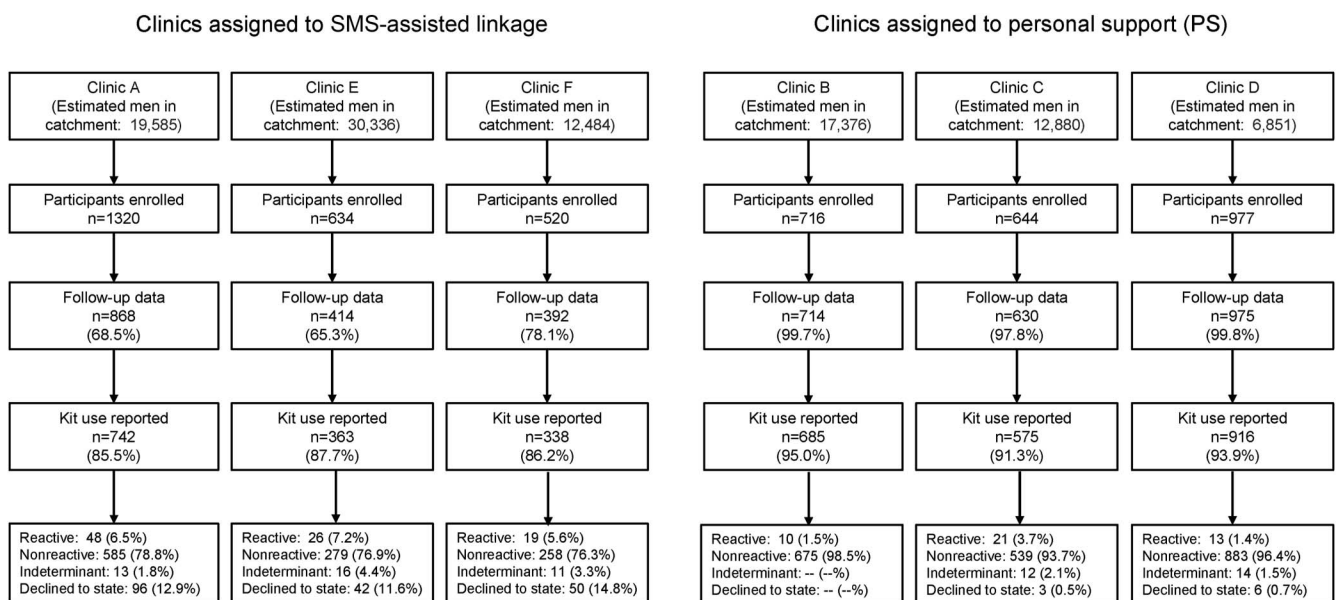 Clinics assigned to SMS-assisted linkage
Clinic A
(Estimated men in
catchment: 19,585)
Participants enrolled
n=1320
Follow-up data
n=868
(68.5%)
Kit use reported
n=742
(85.5%)
Reactive: 48 (6.5%)
Nonreactive: 585 (78.8%)
Indeterminant: 13 (1.8%)
Declined to state: 96 (12.9%)
Clinic E
(Estimated men in
catchment: 30,336)
Participants enrolled
n=634
Follow-up data
n=414
(65.3%)
Kit use reported
n=363
(87.7%)
Reactive: 26 (7.2%)
Nonreactive: 279 (76.9%)
Indeterminant: 16 (4.4%)
Declined to state: 42 (11.6%)
Clinic F
(Estimated men in
catchment: 12,484)
Participants enrolled
n=520
Follow-up data
n=392
(78.1%)
Kit use reported
n=338
(86.2%)
Reactive: 19 (5.6%)
Nonreactive: 258 (76.3%)
Indeterminant: 11 (3.3%)
Declined to state: 50 (14.8%)
Clinics assigned to personal support (PS)
Clinic B
(Estimated men in
catchment: 17,376)
Participants enrolled
n=716
Follow-up data
n=714
(99.7%)
Kit use reported
n=685
(95.0%)
Reactive: 10 (1.5%)
Nonreactive: 675 (98.5%)
Indeterminant: -- (--%)
Declined to state: -- (--%)
Clinic C
(Estimated men in
catchment: 12,880)
Participants enrolled
n=644
Follow-up data
n=630
(97.8%)
Kit use reported
n=575
(91.3%)
Reactive: 21 (3.7%)
Nonreactive: 539 (93.7%)
Indeterminant: 12 (2.1%)
Declined to state: 3 (0.5%)
Clinic D
(Estimated men in
catchment: 6,851)
Participants enrolled
n=977
Follow-up data
n=975
(99.8%)
Kit use reported
n=916
(93.9%)
Reactive: 13 (1.4%)
Nonreactive: 883 (96.4%)
Indeterminant: 14 (1.5%)
Declined to state: 6 (0.7%)